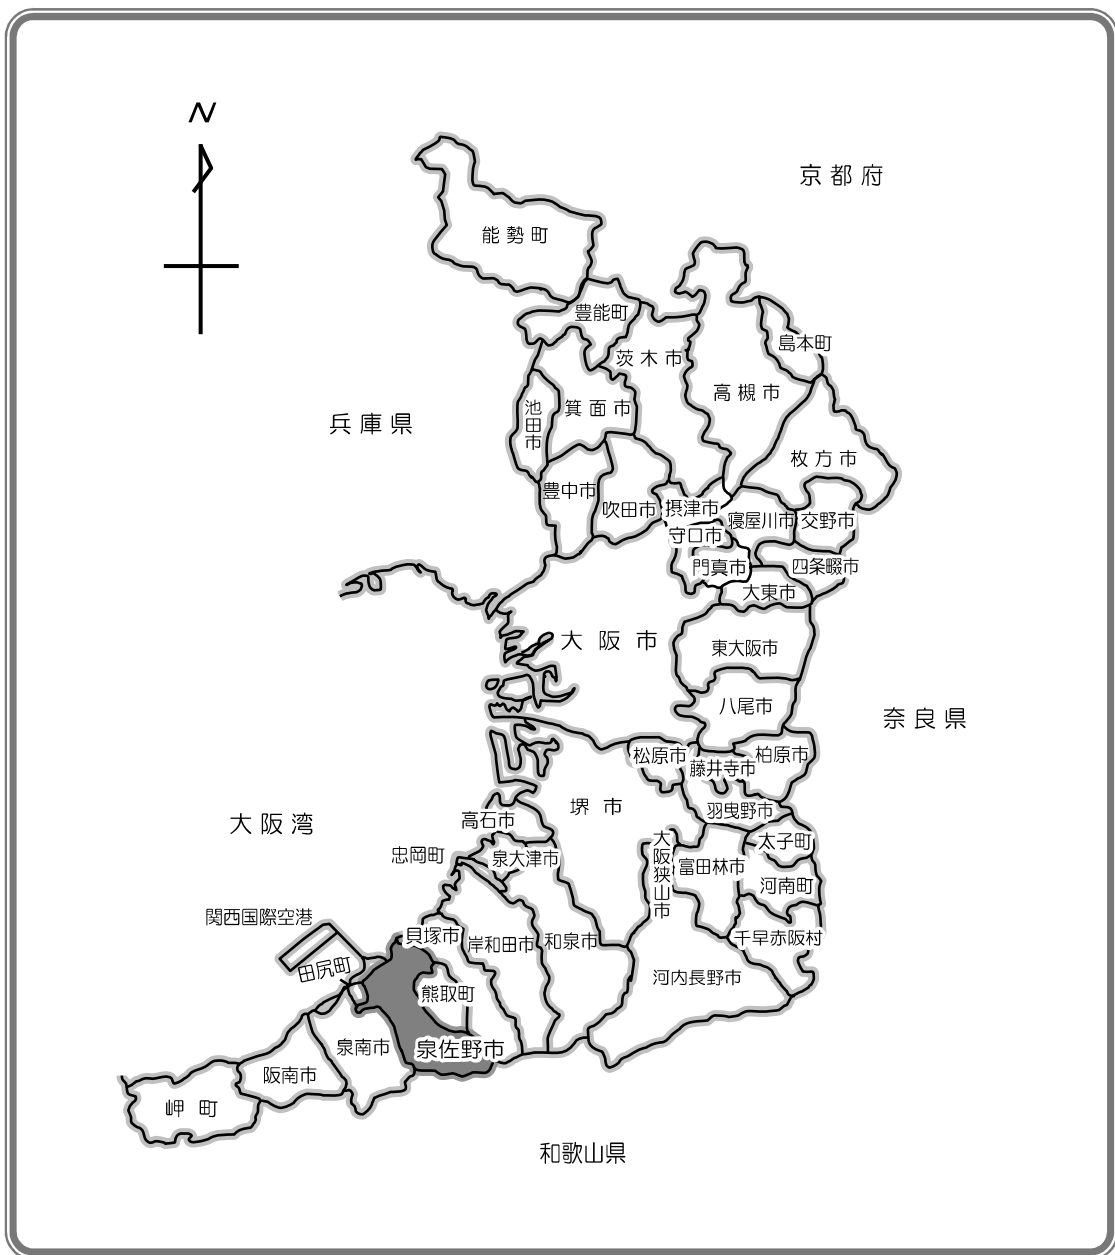 N
京都府
能勢町
豊能町
島本町
茨木市
高槻市
池田市
箕面市
兵庫県
枚方市
豊中市
吹田市
摂津市
寝屋川市
交野市
守口市
門真市
四条畷市
大東市
大阪市
東大阪市
八尾市
奈良県
松原市
藤井寺市
柏原市
堺市
羽曳野市
高石市
大阪湾
太子町
忠岡町
泉大津市
大阪狭山市
富田林市
河南町
関西国際空港
貝塚市
岸和田市
和泉市
千早赤阪村
田尻町
熊取町
河内長野市
泉南市
泉佐野市
阪南市
岬町
和歌山県